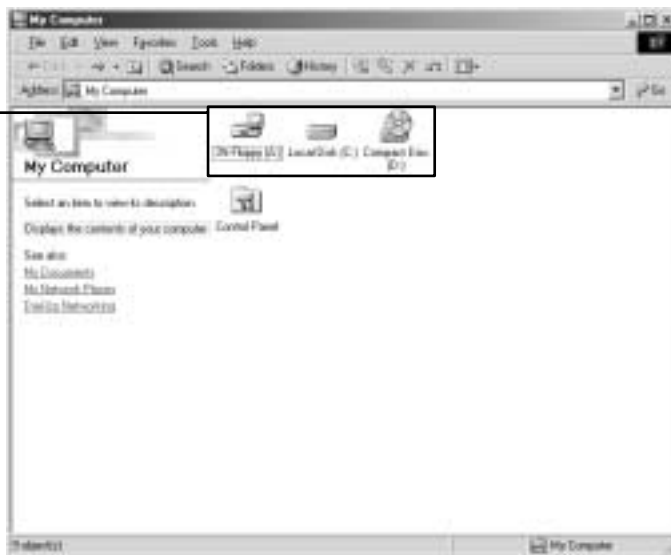 My Computer
File Edit View Favorites Tools Help
Search Folders History
Address My Computer Go
3½ Floppy (A:) Local Disk (C:) Compact Disc
(D:)
My Computer
Select an item to view its description.
Displays the contents of your computer
Control Panel
See also:
My Documents
My Network Places
Dial-Up Networking
object(s) My Computer